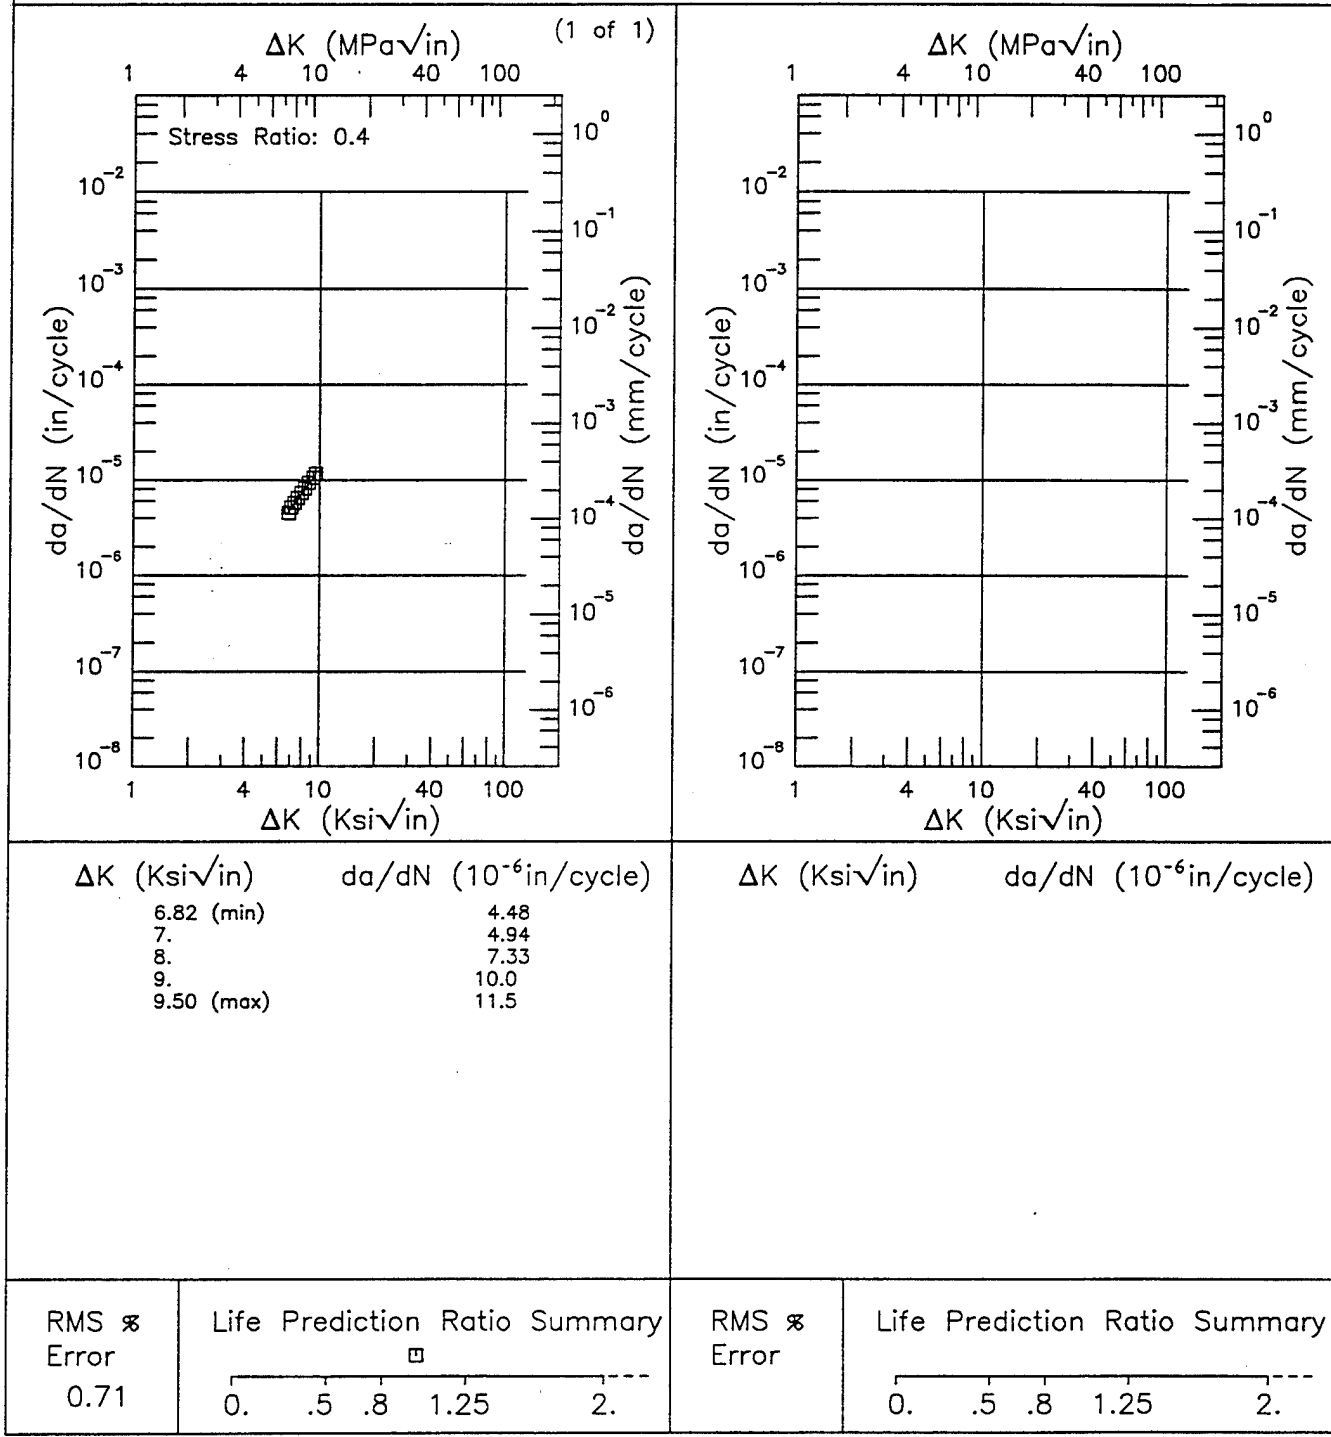 (1 of 1)
ΔK (MPa√in)
1 4 10 40 100
Stress Ratio: 0.4
da/dN (in/cycle)
10⁻²
10⁻³
10⁻⁴
10⁻⁵
10⁻⁶
10⁻⁷
10⁻⁸
10⁰
10⁻¹
10⁻²
10⁻³
10⁻⁴
10⁻⁵
10⁻⁶
da/dN (mm/cycle)
1 4 10 40 100
ΔK (Ksi√in)
ΔK (MPa√in)
1 4 10 40 100
da/dN (in/cycle)
10⁻²
10⁻³
10⁻⁴
10⁻⁵
10⁻⁶
10⁻⁷
10⁻⁸
10⁰
10⁻¹
10⁻²
10⁻³
10⁻⁴
10⁻⁵
10⁻⁶
da/dN (mm/cycle)
1 4 10 40 100
ΔK (Ksi√in)
ΔK (Ksi√in) da/dN (10⁻⁶in/cycle)
6.82 (min) 4.48
7. 4.94
8. 7.33
9. 10.0
9.50 (max) 11.5
ΔK (Ksi√in) da/dN (10⁻⁶in/cycle)
RMS %
Error
0.71
Life Prediction Ratio Summary
0. .5 .8 1.25 2.
RMS %
Error
Life Prediction Ratio Summary
0. .5 .8 1.25 2.